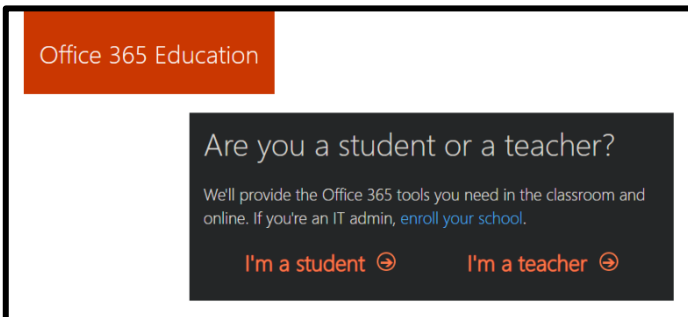 Office 365 Education
Are you a student or a teacher?
We'll provide the Office 365 tools you need in the classroom and
online. If you're an IT admin, enroll your school.
I'm a student I'm a teacher